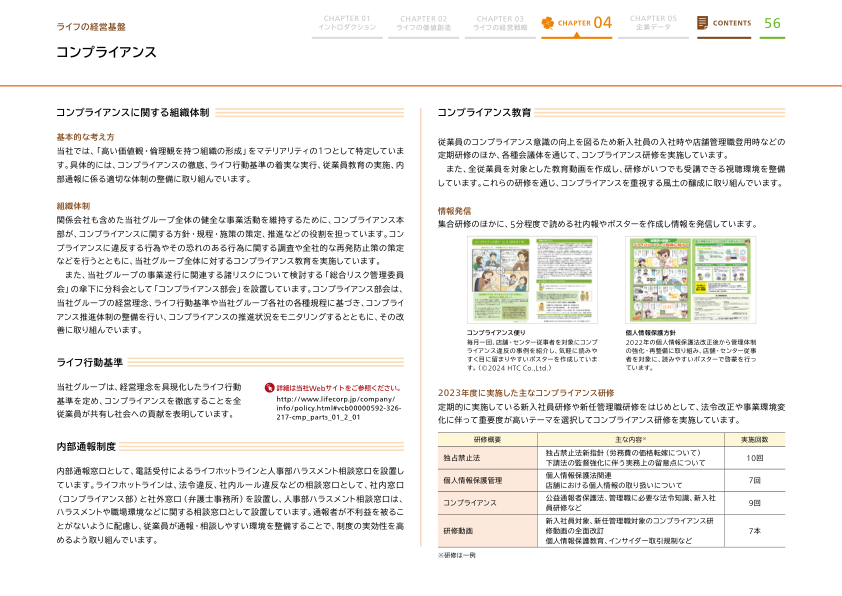 ライフの経営基盤
コンプライアンス
CHAPTER 01
イントロダクション
CHAPTER 02
ライフの価値創造
CHAPTER 03
ライフの経営戦略
CHAPTER 04
CHAPTER 05
企業データ
CONTENTS
56
コンプライアンスに関する組織体制
基本的な考え方
当社では、「高い価値観・倫理観を持つ組織の形成」をマテリアリティの1つとして特定していま
す。具体的には、コンプライアンスの徹底、ライフ行動基準の着実な実行、従業員教育の実施、内
部通報に係る適切な体制の整備に取り組んでいます。
組織体制
関係会社も含めた当社グループ全体の健全な事業活動を維持するために、コンプライアンス本
部が、コンプライアンスに関する方針・規程・施策の策定、推進などの役割を担っています。コン
プライアンスに違反する行為やその恐れのある行為に関する調査や全社的な再発防止策の策定
などを行うとともに、当社グループ全体に対するコンプライアンス教育を実施しています。
また、当社グループの事業遂行に関連する諸リスクについて検討する「総合リスク管理委員
会」の傘下に分科会として「コンプライアンス部会」を設置しています。コンプライアンス部会は、
当社グループの経営理念、ライフ行動基準や当社グループ各社の各種規程に基づき、コンプライ
アンス推進体制の整備を行い、コンプライアンスの推進状況をモニタリングするとともに、その改
善に取り組んでいます。
ライフ行動基準
当社グループは、経営理念を具現化したライフ行動
基準を定め、コンプライアンスを徹底することを全
従業員が共有し社会への貢献を表明しています。
詳細は当社Webサイトをご参照ください。
http://www.lifecorp.jp/company/
info/policy.html#vcb00000592-326-
217-cmp_parts_01_2_01
内部通報制度
内部通報窓口として、電話受付によるライフホットラインと人事部ハラスメント相談窓口を設置し
ています。ライフホットラインは、法令違反、社内ルール違反などの相談窓口として、社内窓口
（コンプライアンス部）と社外窓口（弁護士事務所）を設置し、人事部ハラスメント相談窓口は、
ハラスメントや職場環境などに関する相談窓口として設置しています。通報者が不利益を被るこ
とがないように配慮し、従業員が通報・相談しやすい環境を整備することで、制度の実効性を高
めるよう取り組んでいます。
コンプライアンス教育
従業員のコンプライアンス意識の向上を図るため新入社員の入社時や店舗管理職登用時などの
定期研修のほか、各種会議体を通じて、コンプライアンス研修を実施しています。
また、全従業員を対象とした教育動画を作成し、研修がいつでも受講できる視聴環境を整備
しています。これらの研修を通じ、コンプライアンスを重視する風土の醸成に取り組んでいます。
情報発信
集合研修のほかに、5分程度で読める社内報やポスターを作成し情報を発信しています。
コンプライアンス便り
毎月一回、店舗・センター従事者を対象にコンプ
ライアンス違反の事例を紹介し、気軽に読みや
すく目に留まりやすいポスターを作成していま
す。（©2024 HTC Co.,Ltd.）
個人情報保護方針
2022年の個人情報保護法改正後から管理体制
の強化・再整備に取り組み、店舗・センター従事
者を対象に、読みやすいポスターで啓蒙を行っ
ています。
2023年度に実施した主なコンプライアンス研修
定期的に実施している新入社員研修や新任管理職研修をはじめとして、法令改正や事業環境変
化に伴って重要度が高いテーマを選択してコンプライアンス研修を実施しています。
研修概要 主な内容※ 実施回数
独占禁止法 独占禁止法新指針（労務費の価格転嫁について） 10回
下請法の監督強化に伴う実務上の留意点について
個人情報保護管理 個人情報保護法関連 7回
店舗における個人情報の取り扱いについて
コンプライアンス 公益通報者保護法、管理職に必要な法令知識、新入社 9回
員研修など
研修動画 新入社員対象、新任管理職対象のコンプライアンス研 7本
修動画の全面改訂
個人情報保護教育、インサイダー取引規制など
※研修は一例